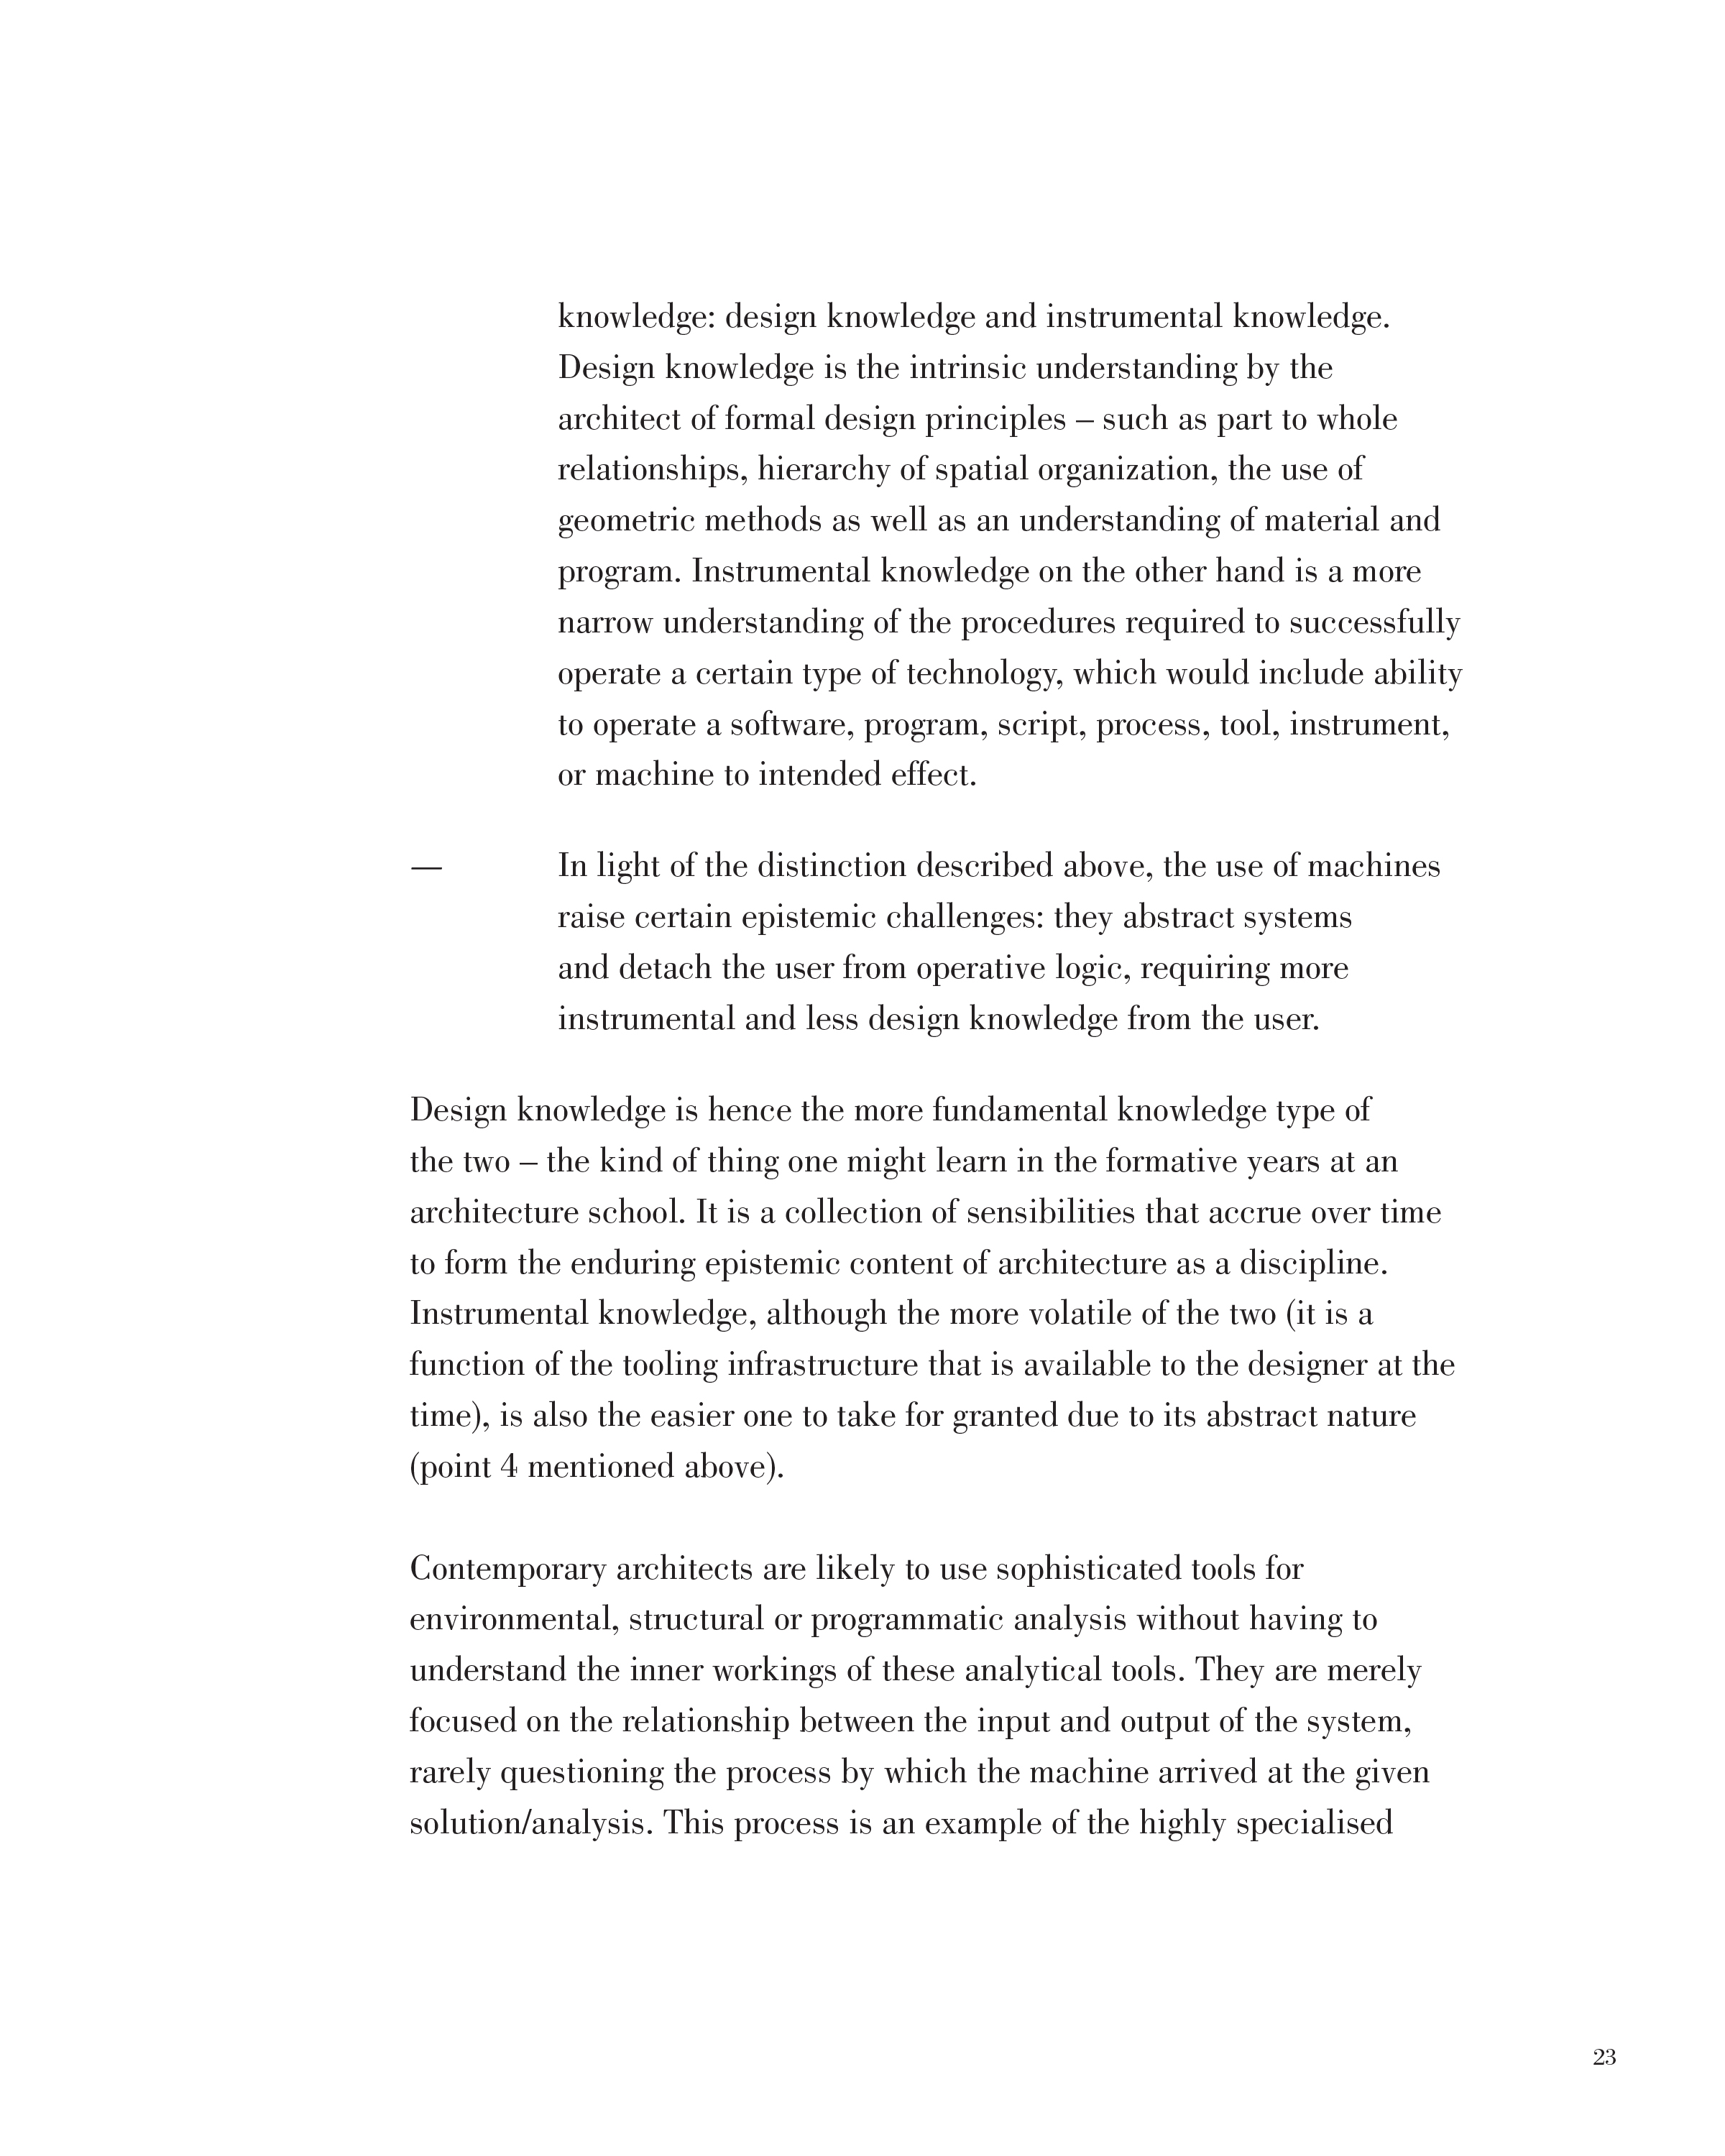 knowledge: design knowledge and instrumental knowledge.
Design knowledge is the intrinsic understanding by the
architect of formal design principles – such as part to whole
relationships, hierarchy of spatial organization, the use of
geometric methods as well as an understanding of material and
program. Instrumental knowledge on the other hand is a more
narrow understanding of the procedures required to successfully
operate a certain type of technology, which would include ability
to operate a software, program, script, process, tool, instrument,
or machine to intended effect.
— In light of the distinction described above, the use of machines
raise certain epistemic challenges: they abstract systems
and detach the user from operative logic, requiring more
instrumental and less design knowledge from the user.
Design knowledge is hence the more fundamental knowledge type of
the two – the kind of thing one might learn in the formative years at an
architecture school. It is a collection of sensibilities that accrue over time
to form the enduring epistemic content of architecture as a discipline.
Instrumental knowledge, although the more volatile of the two (it is a
function of the tooling infrastructure that is available to the designer at the
time), is also the easier one to take for granted due to its abstract nature
(point 4 mentioned above).
Contemporary architects are likely to use sophisticated tools for
environmental, structural or programmatic analysis without having to
understand the inner workings of these analytical tools. They are merely
focused on the relationship between the input and output of the system,
rarely questioning the process by which the machine arrived at the given
solution/analysis. This process is an example of the highly specialised
23